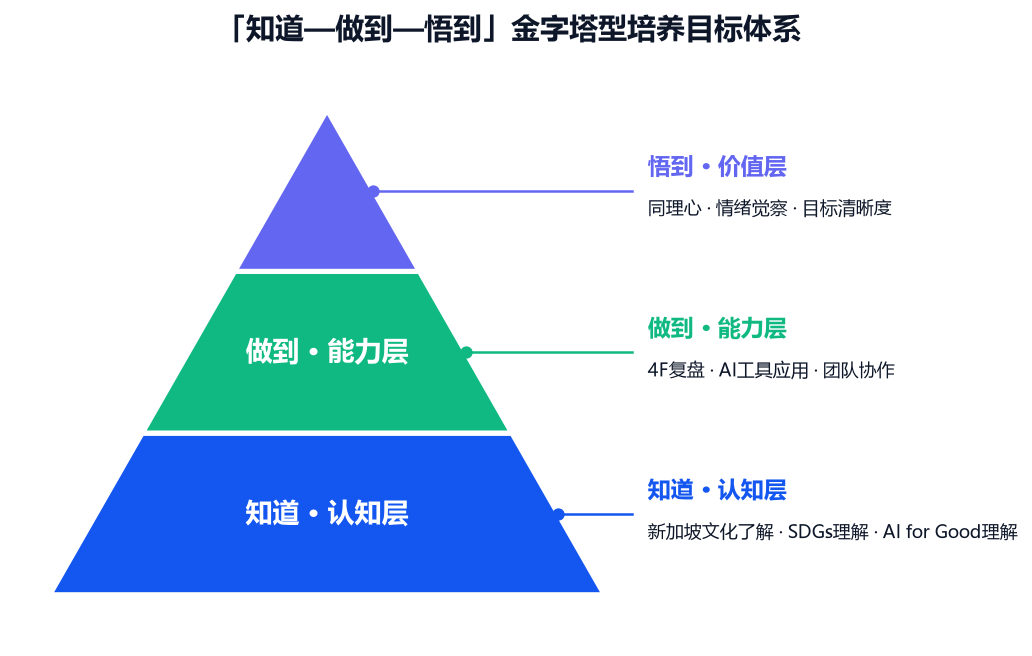 「知道—做到—悟到」金字塔型培养目标体系
悟到 · 价值层
同理心 · 情绪觉察 · 目标清晰度
做到 · 能力层
做到 · 能力层
4F复盘 · AI工具应用 · 团队协作
知道 · 认知层
知道 · 认知层
新加坡文化了解 · SDGs理解 · AI for Good理解